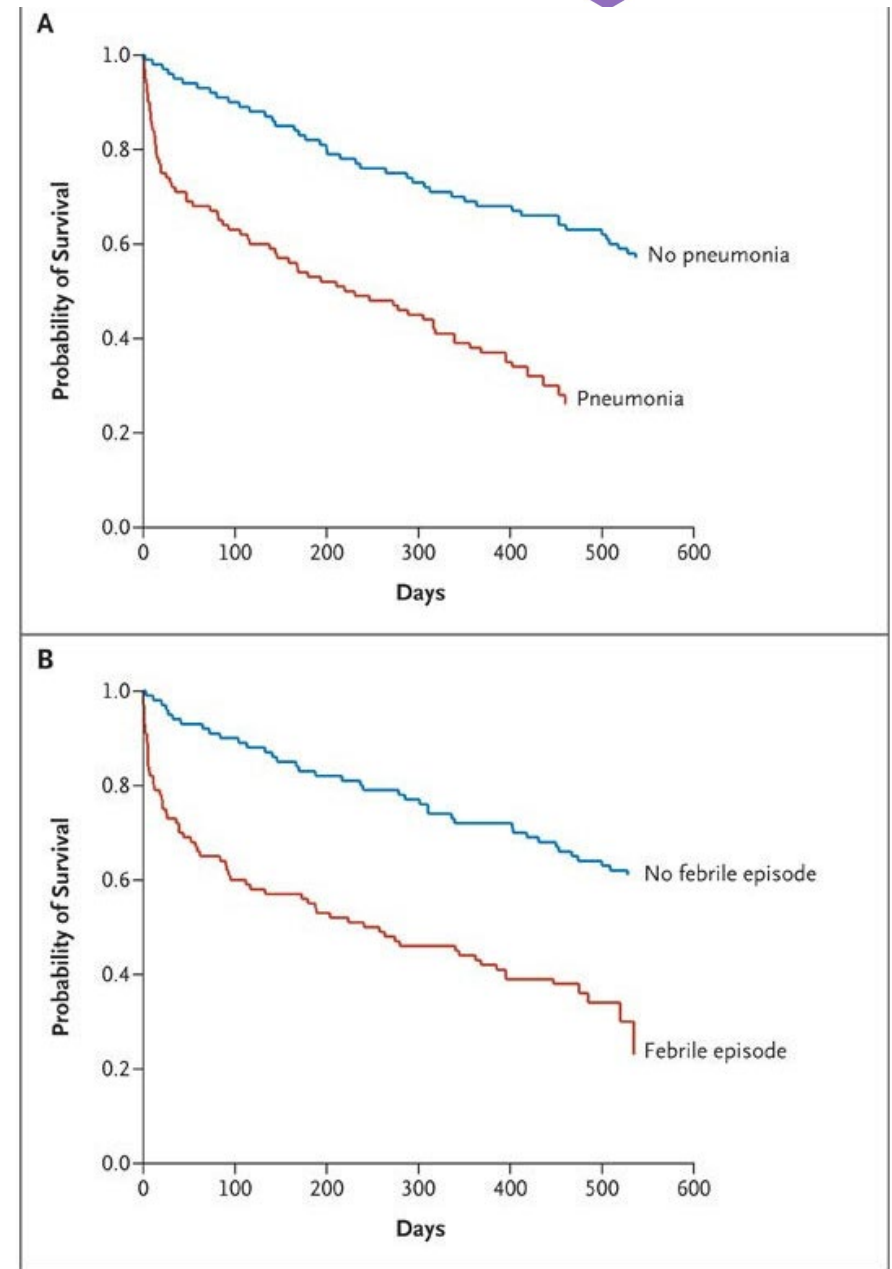 A
1.0
0.8
0.6
0.4
0.2
0.0
Probability of Survival
No pneumonia
Pneumonia
0 100 200 300 400 500 600
Days
B
1.0
0.8
0.6
0.4
0.2
0.0
Probability of Survival
No febrile episode
Febrile episode
0 100 200 300 400 500 600
Days